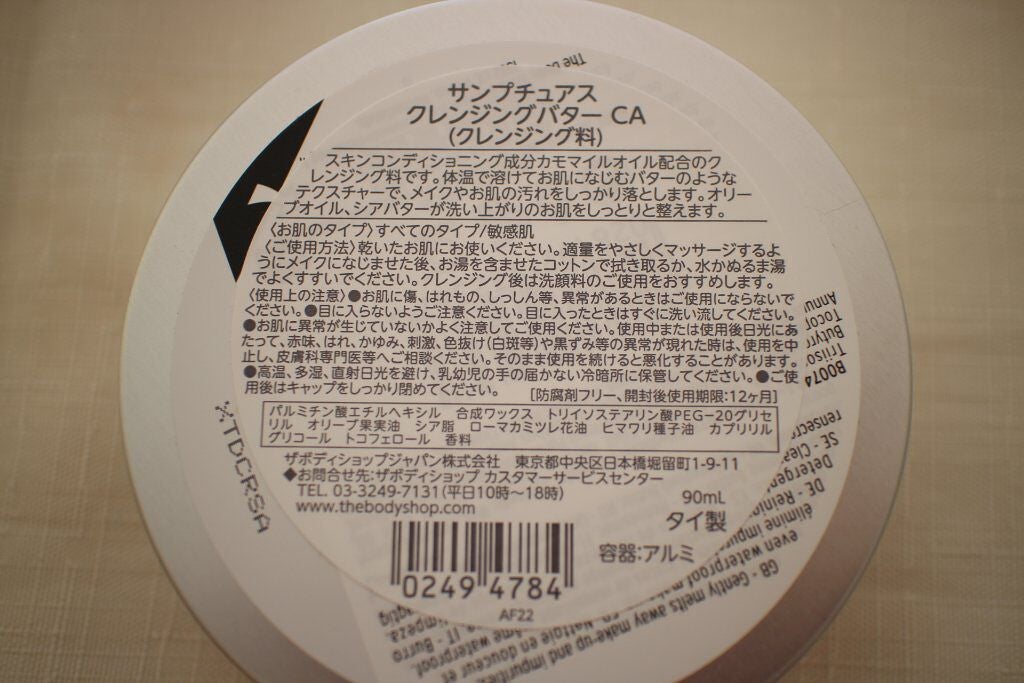 サンプチュアス
クレンジングバター CA
(クレンジング料)
スキンコンディショニング成分カモマイルオイル配合のク
レンジング料です。体温で溶けてお肌になじむバターのような
テクスチャーで、メイクやお肌の汚れをしっかり落とします。オリー
ブオイル、シアバターが洗い上がりのお肌をしっとりと整えます。
〈お肌のタイプ〉すべてのタイプ/敏感肌
〈ご使用方法〉乾いたお肌にお使いください。適量をやさしくマッサージするよ
うにメイクになじませた後、お湯を含ませたコットンで拭き取るか、水かぬるま湯
でよくすすいでください。クレンジング後は洗顔料のご使用をおすすめします。
〈使用上の注意〉●お肌に傷、はれもの、しっしん等、異常があるときはご使用にならないで
ください。●目に入らないようご注意ください。目に入ったときはすぐに洗い流してください。
●お肌に異常が生じていないかよく注意してご使用ください。使用中または使用後日光にあ
たって、赤味、はれ、かゆみ、刺激、色抜け(白斑等)や黒ずみ等の異常が現れた時は、使用を中
止し、皮膚科専門医等へご相談ください。そのまま使用を続けると悪化することがあります。
●高温、多湿、直射日光を避け、乳幼児の手の届かない冷暗所に保管してください。●ご使
用後はキャップをしっかり閉めてください。 [防腐剤フリー、開封後使用期限:12ヶ月]
パルミチン酸エチルヘキシル 合成ワックス トリイソステアリン酸PEG-20グリセ
リル オリーブ果実油 シア脂 ローマカミツレ花油 ヒマワリ種子油 カプリリル
グリコール トコフェロール 香料
ザボディショップジャパン株式会社 東京都中央区日本橋堀留町1-9-11
◆お問合せ先:ザボディショップ カスタマーサービスセンター
TEL. 03-3249-7131(平日10時～18時)
www.thebodyshop.com
90mL
タイ製
容器:アルミ
0249 4784
AF22
TDCRSA
The
B0074
Triiso
Butyro
Tocop
Annu
rensecre
SE - Clea
Detergen
DE - Reini
élimine impu
even waterproof
GB - Gently melts away make-up and impurities,
en douceur et
IT - Burro